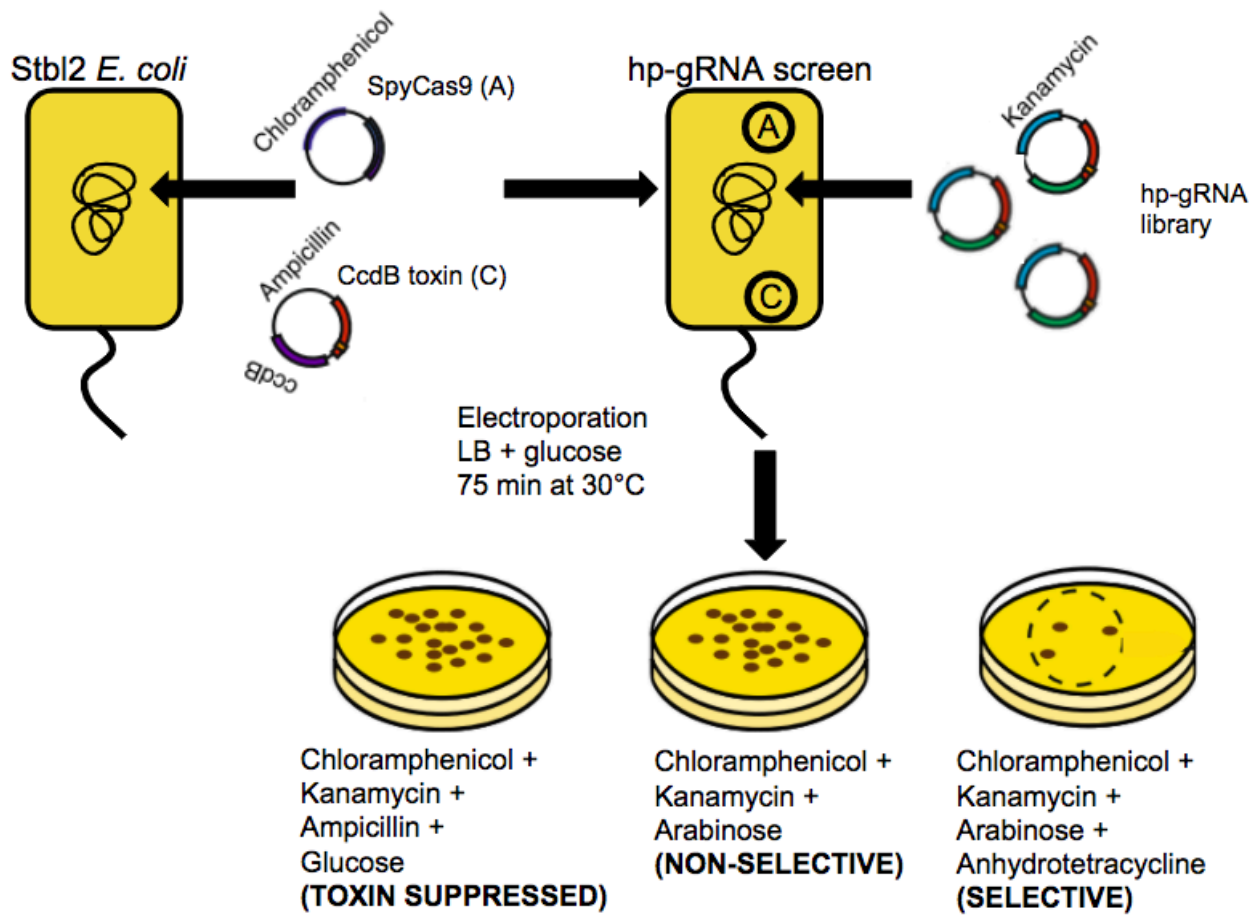 Stbl2 E. coli
Chloramphenicol
SpyCas9 (A)
Ampicillin
CcdB toxin (C)
ccdB
hp-gRNA screen
A
C
Kanamycin
hp-gRNA
library
Electroporation
LB + glucose
75 min at 30°C
Chloramphenicol +
Kanamycin +
Ampicillin +
Glucose
(TOXIN SUPPRESSED)
Chloramphenicol +
Kanamycin +
Arabinose
(NON-SELECTIVE)
Chloramphenicol +
Kanamycin +
Arabinose +
Anhydrotetracycline
(SELECTIVE)